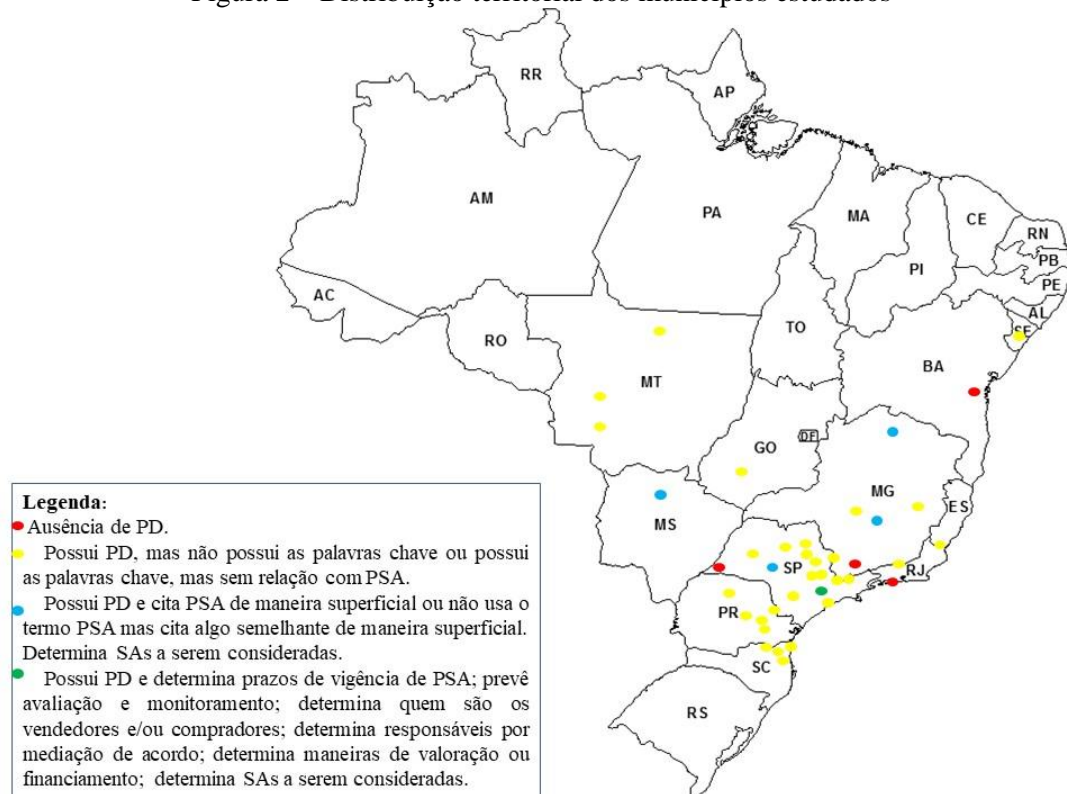 Figura 2 – Distribuição territorial dos municípios estudados
RR
AP
AM
PA
MA
CE
RN
PB
PE
PI
AL
SE
AC
TO
RO
BA
MT
DF
GO
MG
ES
MS
SP
RJ
PR
SC
RS
Legenda:
Ausência de PD.
Possui PD, mas não possui as palavras chave ou possui
as palavras chave, mas sem relação com PSA.
Possui PD e cita PSA de maneira superficial ou não usa o
termo PSA mas cita algo semelhante de maneira superficial.
Determina SAs a serem consideradas.
Possui PD e determina prazos de vigência de PSA; prevê
avaliação e monitoramento; determina quem são os
vendedores e/ou compradores; determina responsáveis por
mediação de acordo; determina maneiras de valoração ou
financiamento; determina SAs a serem consideradas.